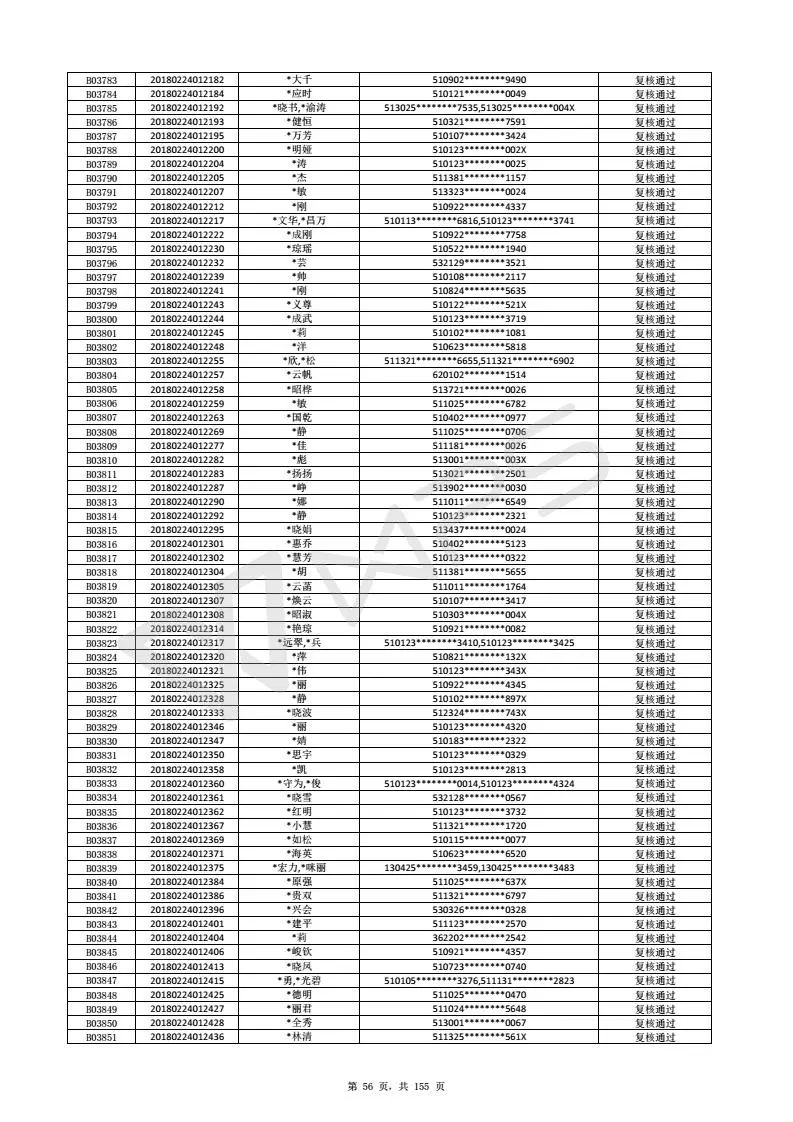 B03783 20180224012182 *大千 510902********9490 复核通过
B03784 20180224012184 *应时 510121********0049 复核通过
B03785 20180224012192 *晓书,*渝涛 513025********7535,513025********004X 复核通过
B03786 20180224012193 *健恒 510321********7591 复核通过
B03787 20180224012195 *万芳 510107********3424 复核通过
B03788 20180224012200 *明娅 510123********002X 复核通过
B03789 20180224012204 *涛 510123********0025 复核通过
B03790 20180224012205 *杰 511381********1157 复核通过
B03791 20180224012207 *敏 513323********0024 复核通过
B03792 20180224012212 *刚 510922********4337 复核通过
B03793 20180224012217 *文华,*昌万 510113********6816,510123********3741 复核通过
B03794 20180224012222 *成刚 510922********7758 复核通过
B03795 20180224012230 *琼瑶 510522********1940 复核通过
B03796 20180224012232 *芸 532129********3521 复核通过
B03797 20180224012239 *帅 510108********2117 复核通过
B03798 20180224012241 *刚 510824********5635 复核通过
B03799 20180224012243 *义尊 510122********521X 复核通过
B03800 20180224012244 *成武 510123********3719 复核通过
B03801 20180224012245 *莉 510102********1081 复核通过
B03802 20180224012248 *洋 510623********5818 复核通过
B03803 20180224012255 *欣,*松 511321********6655,511321********6902 复核通过
B03804 20180224012257 *云帆 620102********1514 复核通过
B03805 20180224012258 *昭桦 513721********0026 复核通过
B03806 20180224012259 *敏 511025********6782 复核通过
B03807 20180224012263 *国乾 510402********0977 复核通过
B03808 20180224012269 *静 511025********0706 复核通过
B03809 20180224012277 *佳 511181********0026 复核通过
B03810 20180224012282 *彪 513001********003X 复核通过
B03811 20180224012283 *扬扬 513021********2501 复核通过
B03812 20180224012287 *峥 513902********0030 复核通过
B03813 20180224012290 *娜 511011********6549 复核通过
B03814 20180224012292 *静 510123********2321 复核通过
B03815 20180224012295 *晓娟 513437********0024 复核通过
B03816 20180224012301 *惠乔 510402********5123 复核通过
B03817 20180224012302 *慧芳 510123********0322 复核通过
B03818 20180224012304 *胡 511381********5655 复核通过
B03819 20180224012305 *云菡 511011********1764 复核通过
B03820 20180224012307 *焕云 510107********3417 复核通过
B03821 20180224012308 *昭淑 510303********004X 复核通过
B03822 20180224012314 *艳琼 510921********0082 复核通过
B03823 20180224012317 *远翠,*兵 510123********3410,510123********3425 复核通过
B03824 20180224012320 *萍 510821********132X 复核通过
B03825 20180224012321 *伟 510123********343X 复核通过
B03826 20180224012325 *丽 510922********4345 复核通过
B03827 20180224012328 *静 510102********897X 复核通过
B03828 20180224012333 *晓波 512324********743X 复核通过
B03829 20180224012346 *丽 510123********4320 复核通过
B03830 20180224012347 *婧 510183********2322 复核通过
B03831 20180224012350 *思宇 510123********0329 复核通过
B03832 20180224012358 *凯 510123********2813 复核通过
B03833 20180224012360 *守为,*俊 510123********0014,510123********4324 复核通过
B03834 20180224012361 *晓雪 532128********0567 复核通过
B03835 20180224012362 *红明 510123********3732 复核通过
B03836 20180224012367 *小慧 511321********1720 复核通过
B03837 20180224012369 *如松 510115********0077 复核通过
B03838 20180224012371 *海英 510623********6520 复核通过
B03839 20180224012375 *宏力,*咪丽 130425********3459,130425********3483 复核通过
B03840 20180224012384 *原强 511025********637X 复核通过
B03841 20180224012386 *贵双 511321********6797 复核通过
B03842 20180224012396 *兴会 530326********0328 复核通过
B03843 20180224012401 *建平 511123********2570 复核通过
B03844 20180224012404 *莉 362202********2542 复核通过
B03845 20180224012406 *峻钦 510921********4357 复核通过
B03846 20180224012413 *晓凤 510723********0740 复核通过
B03847 20180224012415 *勇,*光碧 510105********3276,511131********2823 复核通过
B03848 20180224012425 *德明 511025********0470 复核通过
B03849 20180224012427 *丽君 511024********5648 复核通过
B03850 20180224012428 *全秀 513001********0067 复核通过
B03851 20180224012436 *林清 511325********561X 复核通过
WPS
第 56 页, 共 155 页